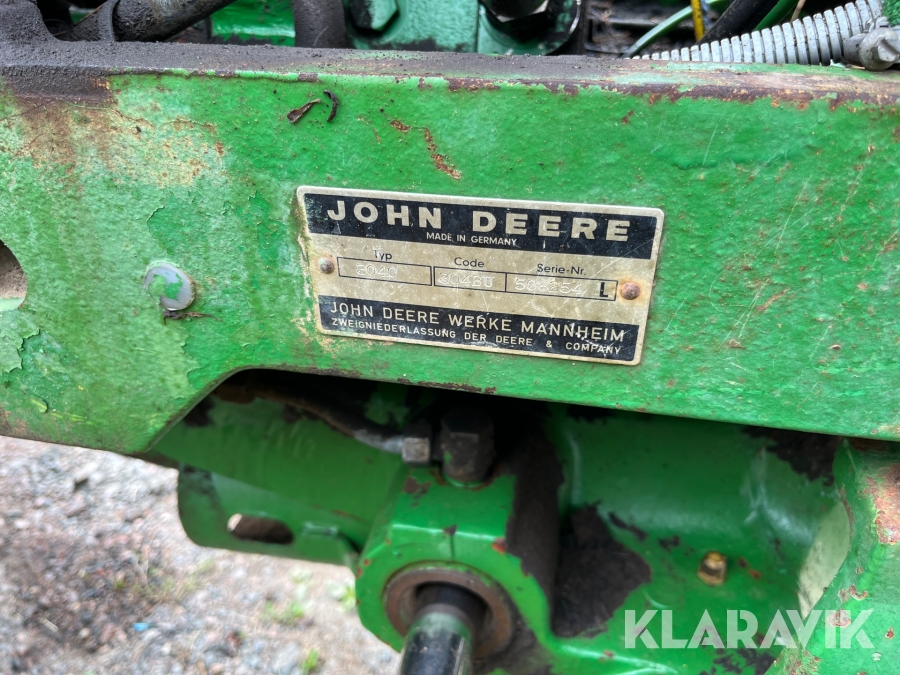 JOHN DEERE
MADE IN GERMANY
Typ Code Serie-Nr.
2040 L
JOHN DEERE WERKE MANNHEIM
ZWEIGNIEDERLASSUNG DER DEERE & COMPANY
KLARAVIK